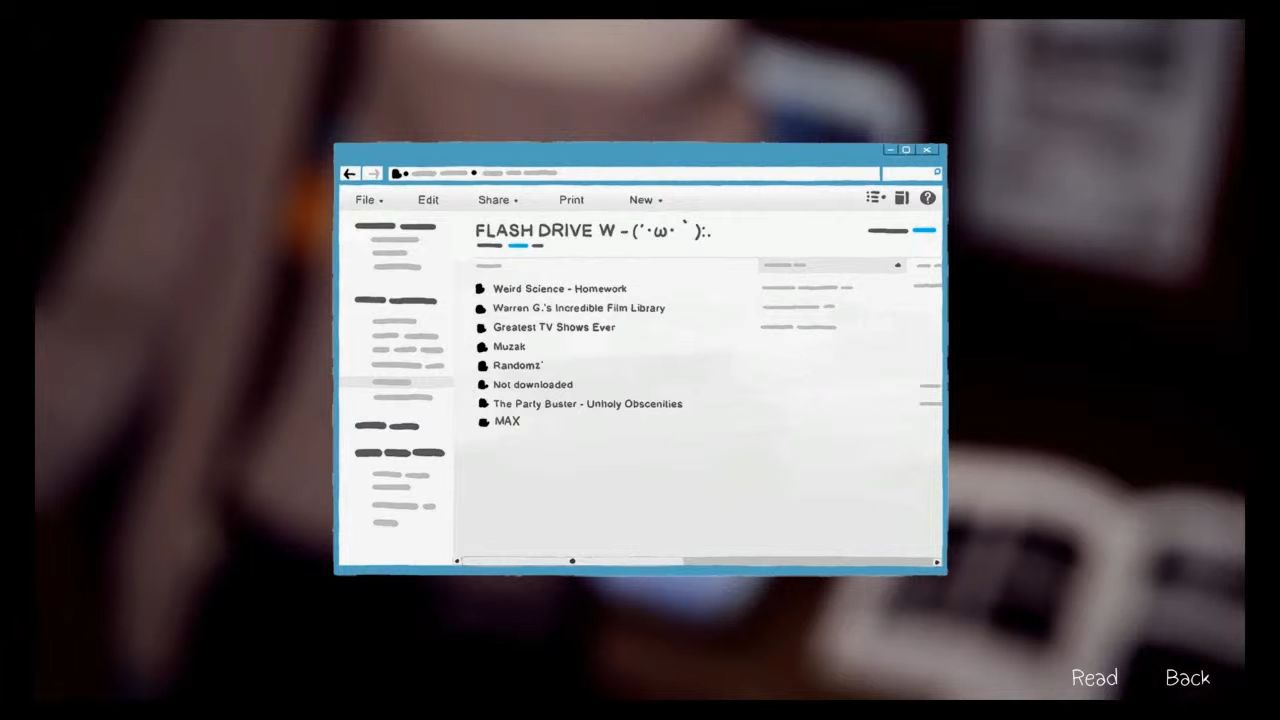 File Edit Share Print New
FLASH DRIVE W - (´･ω･`):.
Weird Science - Homework
Warren G.'s Incredible Film Library
Greatest TV Shows Ever
Muzak
Randomz`
Not downloaded
The Party Buster - Unholy Obscenities
MAX
Read Back